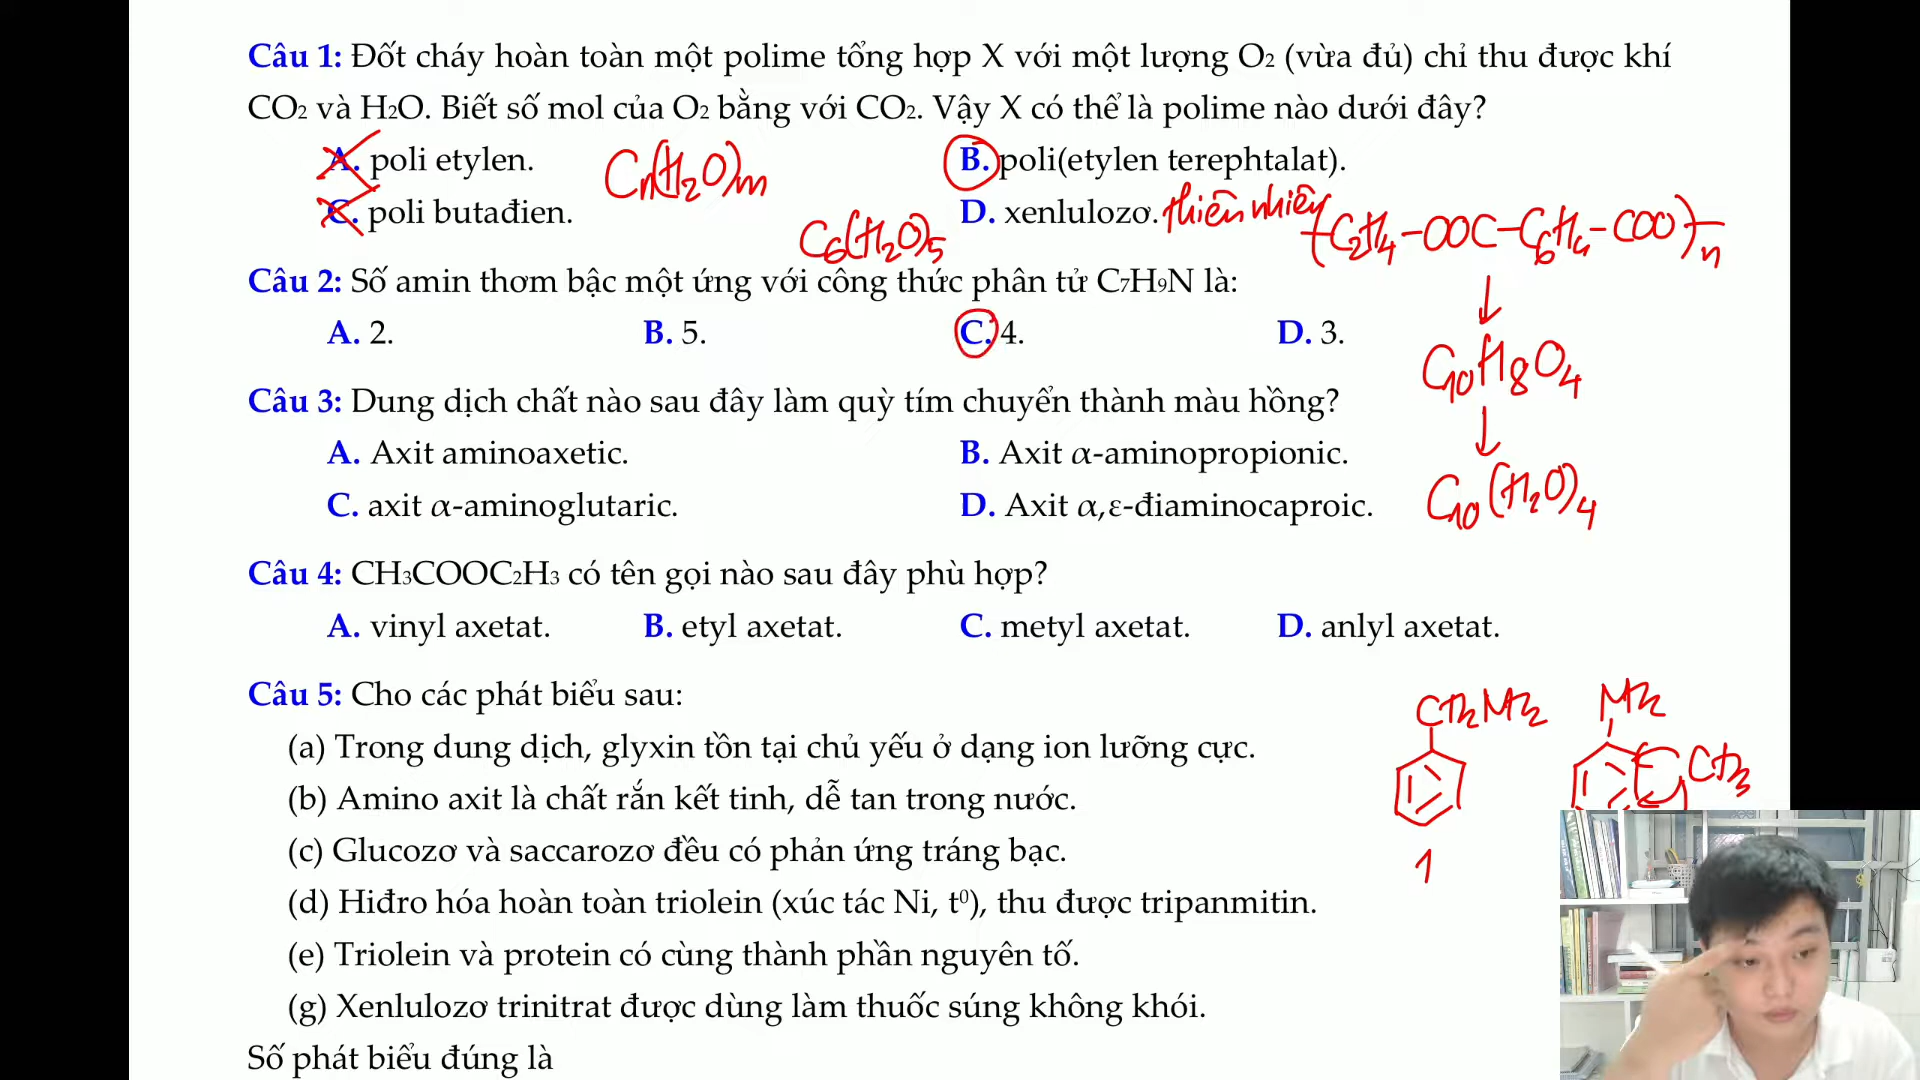 Câu 1: Đốt cháy hoàn toàn một polime tổng hợp X với một lượng O₂ (vừa đủ) chỉ thu được khí
CO₂ và H₂O. Biết số mol của O₂ bằng với CO₂. Vậy X có thể là polime nào dưới đây?
A. poli etylen. Cn(H₂O)m B. poli(etylen terephtalat).
C. poli butađien. D. xenlulozơ. thiên nhiên
C₆(H₂O)₅ (C₂H₄-OOC-C₆H₄-COO)n
Câu 2: Số amin thơm bậc một ứng với công thức phân tử C₇H₉N là:
A. 2. B. 5. C. 4. D. 3.
C₁₀H₈O₄
Câu 3: Dung dịch chất nào sau đây làm quỳ tím chuyển thành màu hồng?
A. Axit aminoaxetic. B. Axit α-aminopropionic.
C. axit α-aminoglutaric. D. Axit α,ε-điaminocaproic.
C₁₀(H₂O)₄
Câu 4: CH₃COOC₂H₃ có tên gọi nào sau đây phù hợp?
A. vinyl axetat. B. etyl axetat. C. metyl axetat. D. anlyl axetat.
Câu 5: Cho các phát biểu sau:
CH₂NH₂ NH₂
(a) Trong dung dịch, glyxin tồn tại chủ yếu ở dạng ion lưỡng cực.
CH₃
(b) Amino axit là chất rắn kết tinh, dễ tan trong nước.
(c) Glucozơ và saccarozơ đều có phản ứng tráng bạc.
1
(d) Hiđro hóa hoàn toàn triolein (xúc tác Ni, t⁰), thu được tripanmitin.
(e) Triolein và protein có cùng thành phần nguyên tố.
(g) Xenlulozơ trinitrat được dùng làm thuốc súng không khói.
Số phát biểu đúng là